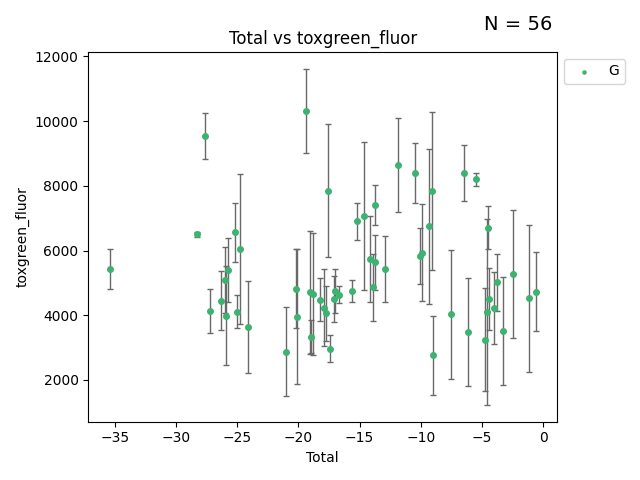 N = 56
Total vs toxgreen_fluor
G
toxgreen_fluor
12000
10000
8000
6000
4000
2000
−35 −30 −25 −20 −15 −10 −5 0
Total